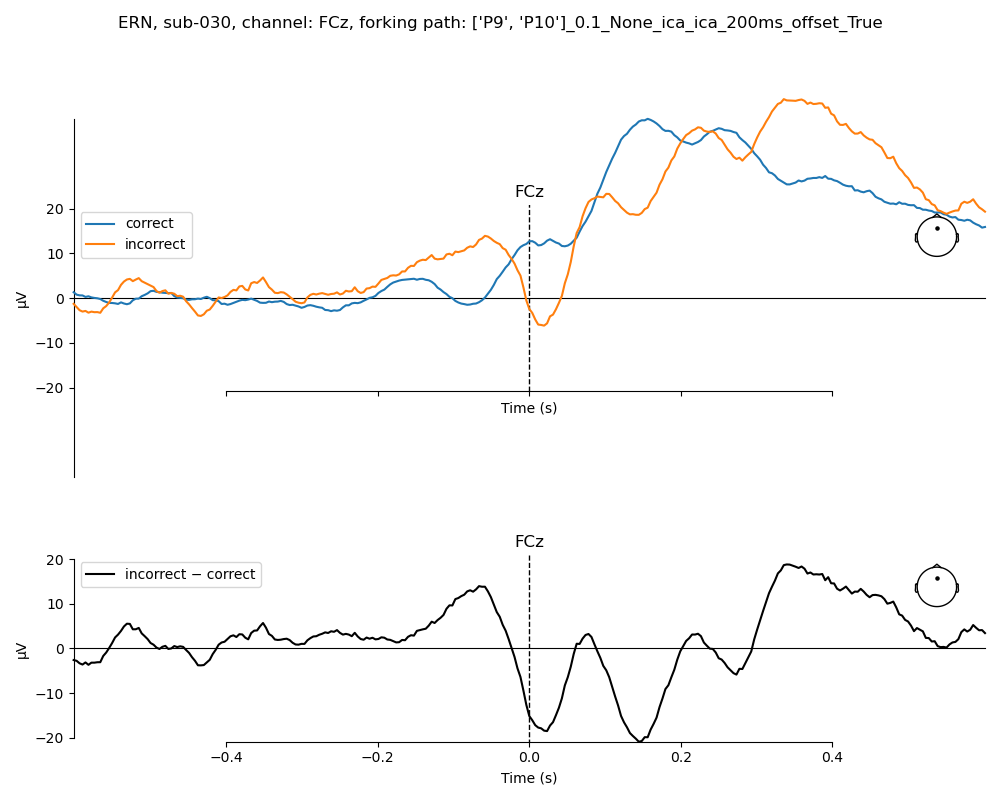 ERN, sub-030, channel: FCz, forking path: ['P9', 'P10']_0.1_None_ica_ica_200ms_offset_True
FCz
20
10
0
−10
−20
µV
correct
incorrect
Time (s)
FCz
20
10
0
−10
−20
µV
incorrect − correct
−0.4
−0.2
0.0
0.2
0.4
Time (s)